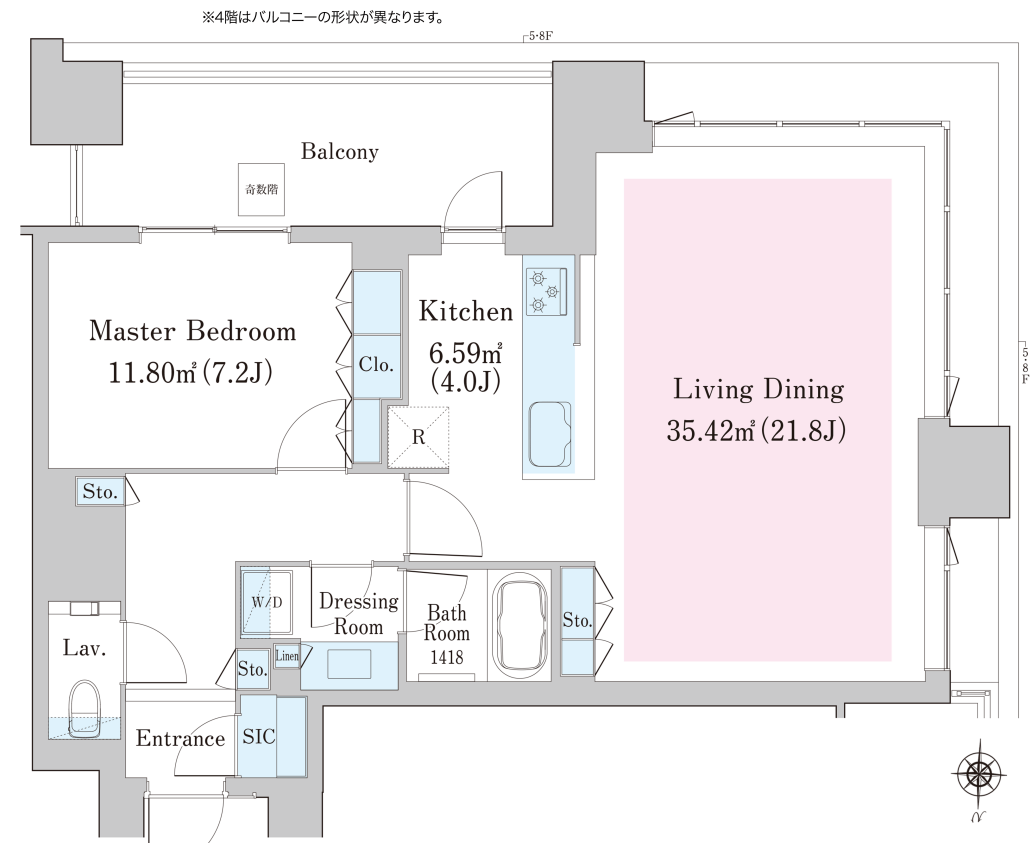 ※4階はバルコニーの形状が異なります。
5・8F
Balcony
奇数階
Master Bedroom
11.80㎡(7.2J)
Clo.
Kitchen
6.59㎡
(4.0J)
R
Living Dining
35.42㎡(21.8J)
5・8F
Sto.
W/D
Dressing
Room
Bath
Room
1418
Sto.
Lav.
Linen
Sto.
Entrance
SIC
N